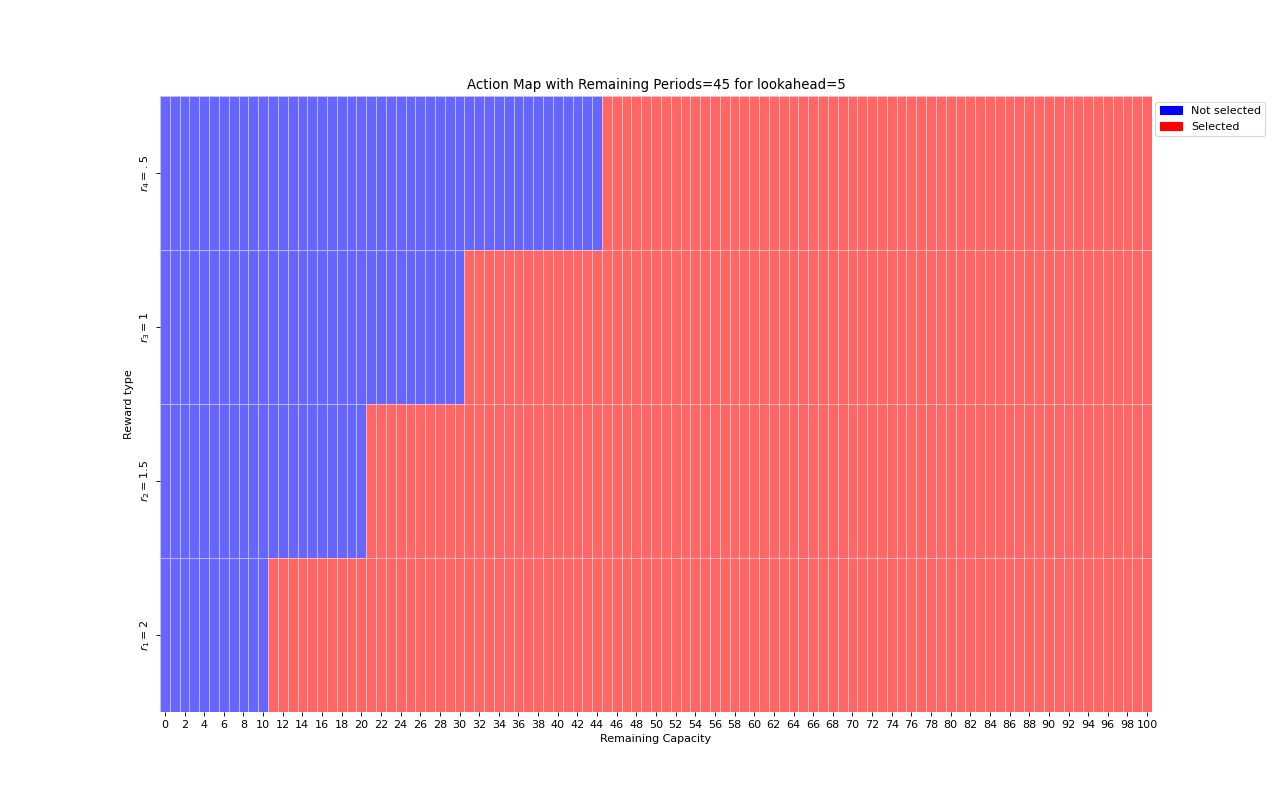 Action Map with Remaining Periods=45 for lookahead=5
Not selected
Selected
Reward type
r₄ = .5
r₃ = 1
r₂ = 1.5
r₁ = 2
0 2 4 6 8 10 12 14 16 18 20 22 24 26 28 30 32 34 36 38 40 42 44 46 48 50 52 54 56 58 60 62 64 66 68 70 72 74 76 78 80 82 84 86 88 90 92 94 96 98 100
Remaining Capacity